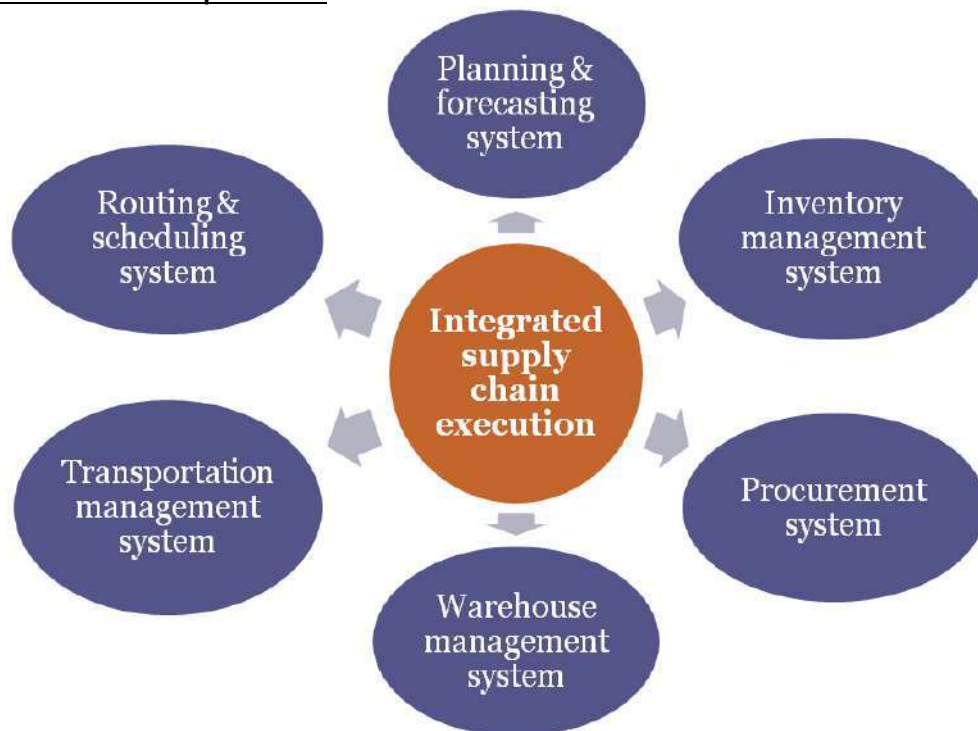 Planning &
forecasting
system
Inventory
management
system
Procurement
system
Warehouse
management
system
Transportation
management
system
Routing &
scheduling
system
Integrated
supply
chain
execution